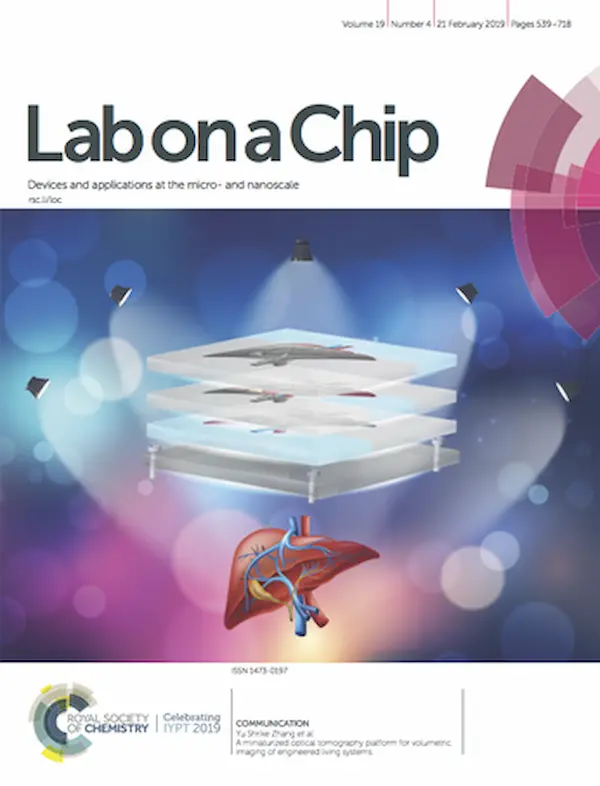 Volume 19 | Number 4 | 21 February 2019 | Pages 539–718
Lab on a Chip
Devices and applications at the micro- and nanoscale
rsc.li/loc
ISSN 1473-0197
ROYAL SOCIETY
OF CHEMISTRY
Celebrating
IYPT 2019
COMMUNICATION
Yu Shrike Zhang et al.
A miniaturized optical tomography platform for volumetric
imaging of engineered living systems